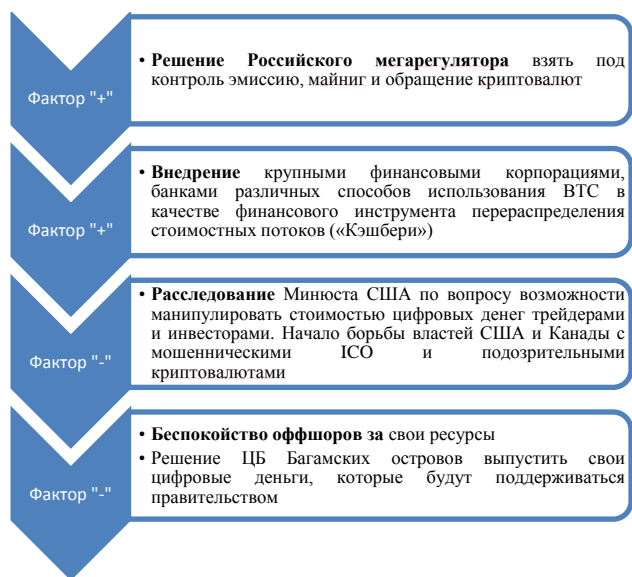 Фактор "+"
• Решение Российского мегарегулятора взять под
контроль эмиссию, майниг и обращение криптовалют
Фактор "+"
• Внедрение крупными финансовыми корпорациями,
банками различных способов использования ВТС в
качестве финансового инструмента перераспределения
стоимостных потоков («Кэшбери»)
Фактор "-"
• Расследование Минюста США по вопросу возможности
манипулировать стоимостью цифровых денег трейдерами
и инвесторами. Начало борьбы властей США и Канады с
мошенническими ICO и подозрительными
криптовалютами
Фактор "-"
• Беспокойство оффшоров за свои ресурсы
• Решение ЦБ Багамских островов выпустить свои
цифровые деньги, которые будут поддерживаться
правительством